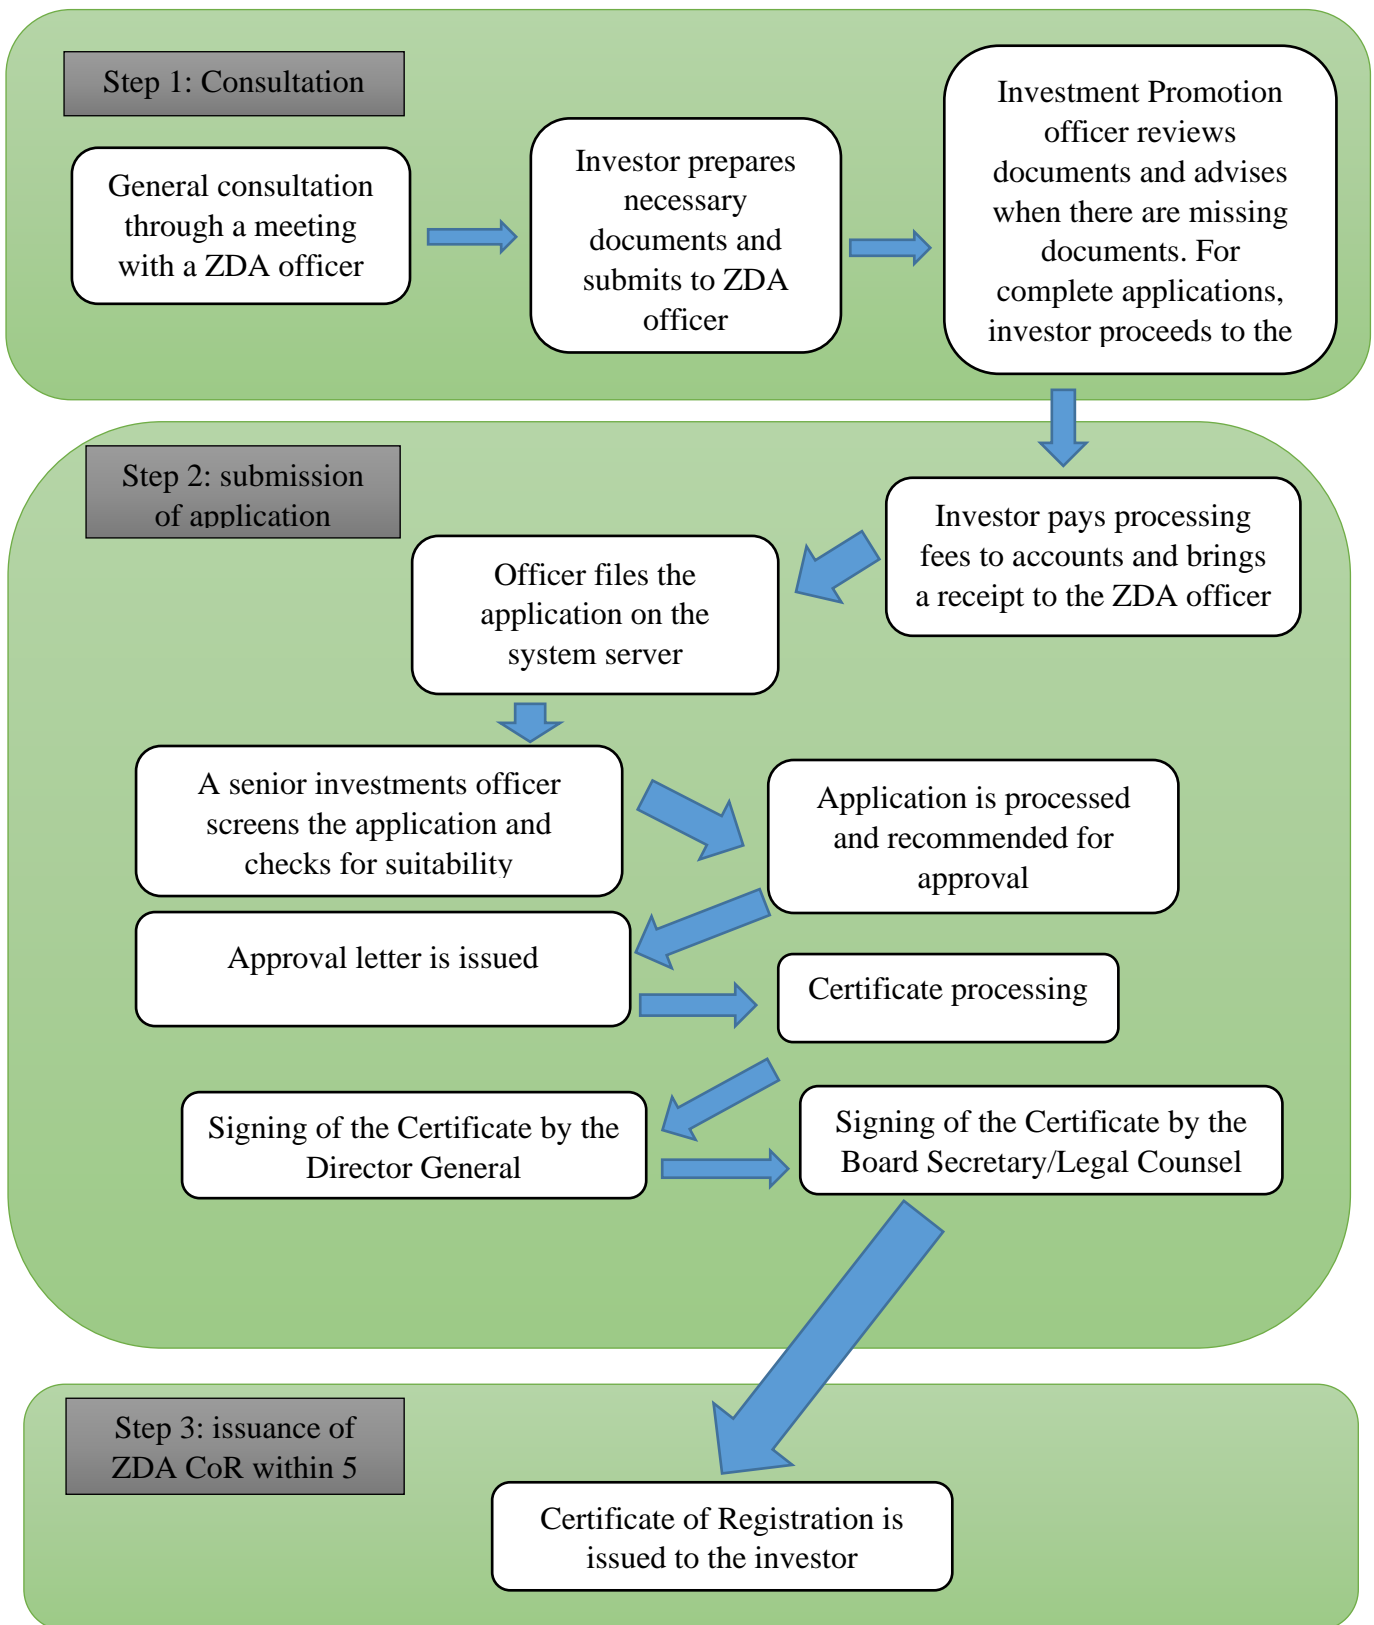 Step 1: Consultation
General consultation
through a meeting
with a ZDA officer
Investor prepares
necessary
documents and
submits to ZDA
officer
Investment Promotion
officer reviews
documents and advises
when there are missing
documents. For
complete applications,
investor proceeds to the
Step 2: submission
of application
Investor pays processing
fees to accounts and brings
a receipt to the ZDA officer
Officer files the
application on the
system server
A senior investments officer
screens the application and
checks for suitability
Application is processed
and recommended for
approval
Approval letter is issued
Certificate processing
Signing of the Certificate by the
Director General
Signing of the Certificate by the
Board Secretary/Legal Counsel
Step 3: issuance of
ZDA CoR within 5
Certificate of Registration is
issued to the investor